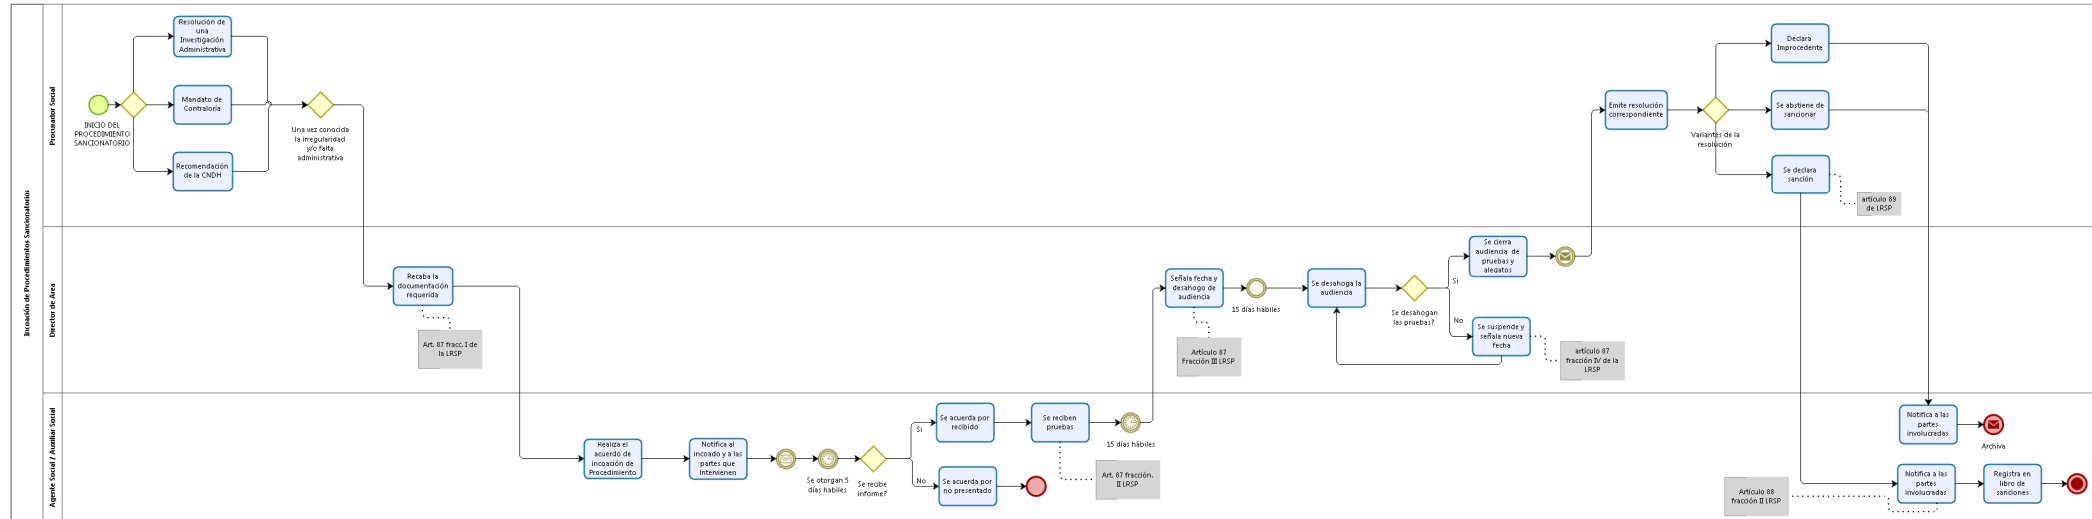 Incoación de Procedimientos Sancionatorios
Procurador Social
INICIO DEL
PROCEDIMIENTO
SANCIONATORIO
Resolución de
una
Investigación
Administrativa
Mandato de
Contraloría
Recomendación
de la CNDH
Una vez conocida
la irregularidad
y/o falta
administrativa
Emite resolución
correspondiente
Variantes de la
resolución
Declara
Improcedente
Se abstiene de
sancionar
Se declara
sanción
artículo 89
de LRSP
Director de Area
Recaba la
documentación
requerida
Art. 87 fracc. I de
la LRSP
Señala fecha y
desahogo de
audiencia
Artículo 87
Fracción III LRSP
15 días hábiles
Se desahoga la
audiencia
Se desahogan
las pruebas?
Si
No
Se cierra
audiencia de
pruebas y
alegatos
Se suspende y
señala nueva
fecha
artículo 87
fracción IV de la
LRSP
Agente Social / Auxiliar Social
Realiza el
acuerdo de
incoación de
Procedimiento
Notifica al
incoado y a las
partes que
intervienen
Se otorgan 5
días habiles
Se recibe
informe?
Si
No
Se acuerda por
recibido
Se acuerda por
no presentado
Se reciben
pruebas
Art. 87 fracción.
II LRSP
15 días hábiles
Notifica a las
partes
involucradas
Archiva
Artículo 88
fracción II LRSP
Notifica a las
partes
involucradas
Registra en
libro de
sanciones